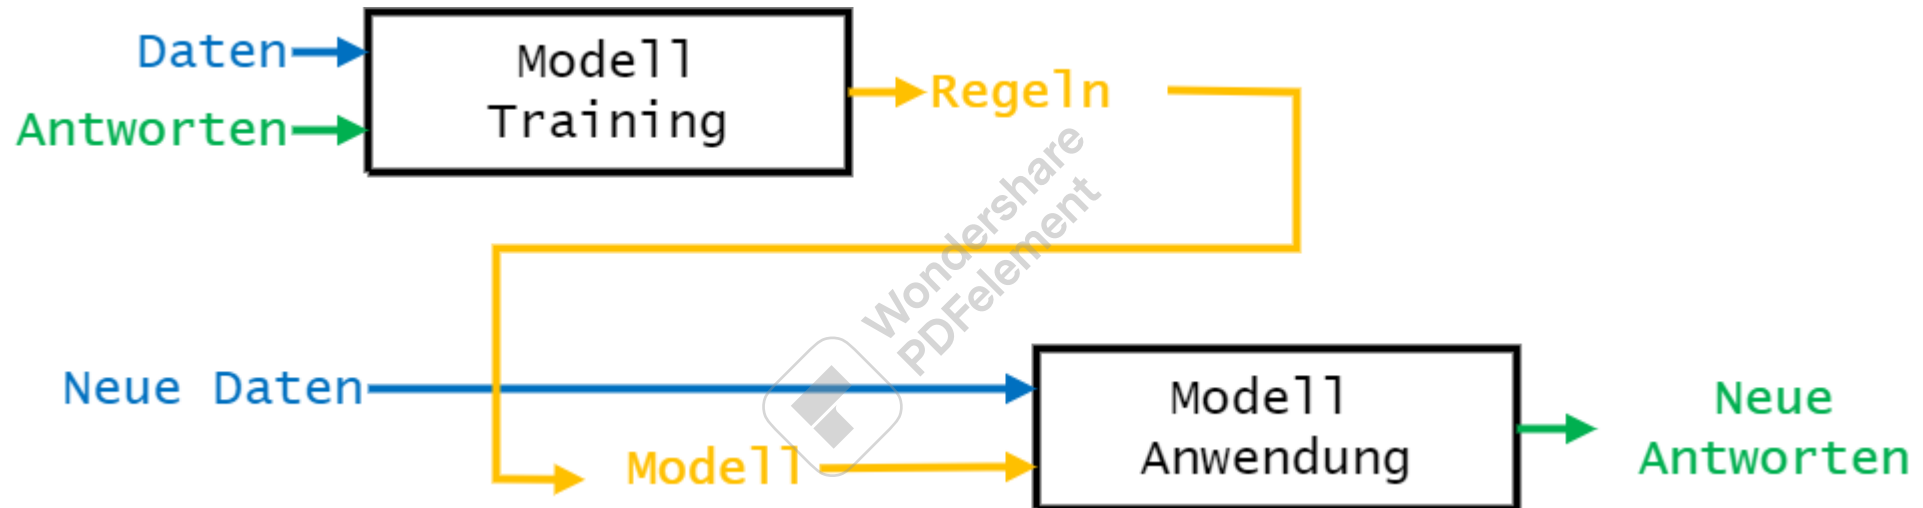 Daten
Antworten
Modell
Training
Regeln
Wondershare
PDFelement
Neue Daten
Modell
Modell
Anwendung
Neue
Antworten